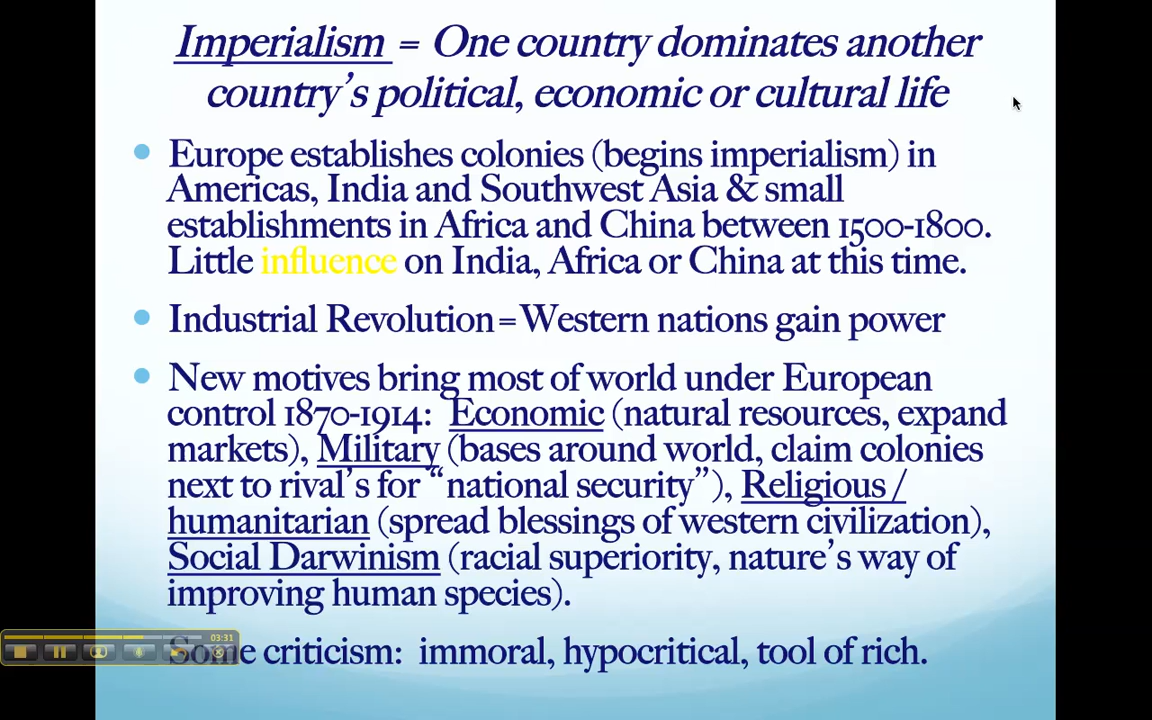 Imperialism = One country dominates another
country's political, economic or cultural life
Europe establishes colonies (begins imperialism) in
Americas, India and Southwest Asia & small
establishments in Africa and China between 1500-1800.
Little influence on India, Africa or China at this time.
Industrial Revolution=Western nations gain power
New motives bring most of world under European
control 1870-1914: Economic (natural resources, expand
markets), Military (bases around world, claim colonies
next to rival's for “national security”), Religious/
humanitarian (spread blessings of western civilization),
Social Darwinism (racial superiority, nature's way of
improving human species).
Some criticism: immoral, hypocritical, tool of rich.
03:31